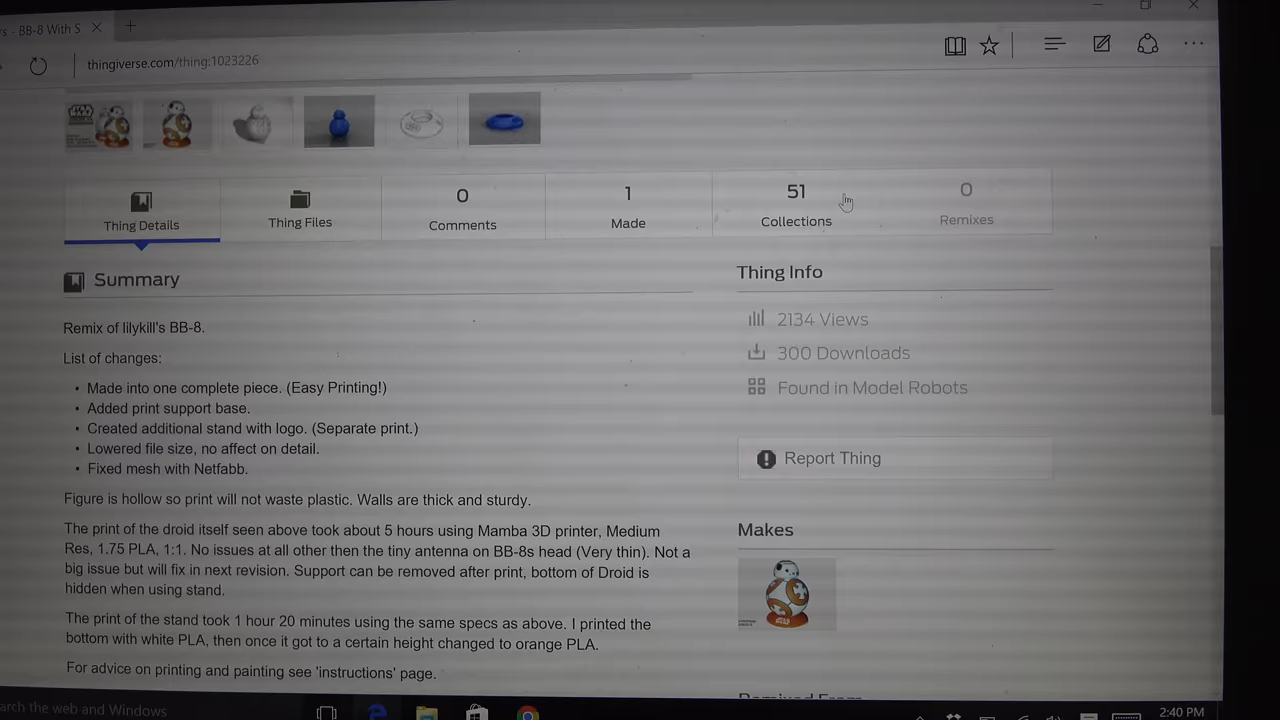 - BB-8 With S
thingiverse.com/thing:1023226
Thing Details
Thing Files
0
Comments
1
Made
51
Collections
0
Remixes
Summary
Remix of lilykill's BB-8.
List of changes:
• Made into one complete piece. (Easy Printing!)
• Added print support base.
• Created additional stand with logo. (Separate print.)
• Lowered file size, no affect on detail.
• Fixed mesh with Netfabb.
Figure is hollow so print will not waste plastic. Walls are thick and sturdy.
The print of the droid itself seen above took about 5 hours using Mamba 3D printer, Medium
Res, 1.75 PLA, 1:1. No issues at all other then the tiny antenna on BB-8s head (Very thin). Not a
big issue but will fix in next revision. Support can be removed after print, bottom of Droid is
hidden when using stand.
The print of the stand took 1 hour 20 minutes using the same specs as above. I printed the
bottom with white PLA, then once it got to a certain height changed to orange PLA.
For advice on printing and painting see 'instructions' page.
Thing Info
2134 Views
300 Downloads
Found in Model Robots
Report Thing
Makes
Remixed From
arch the web and Windows
2:40 PM